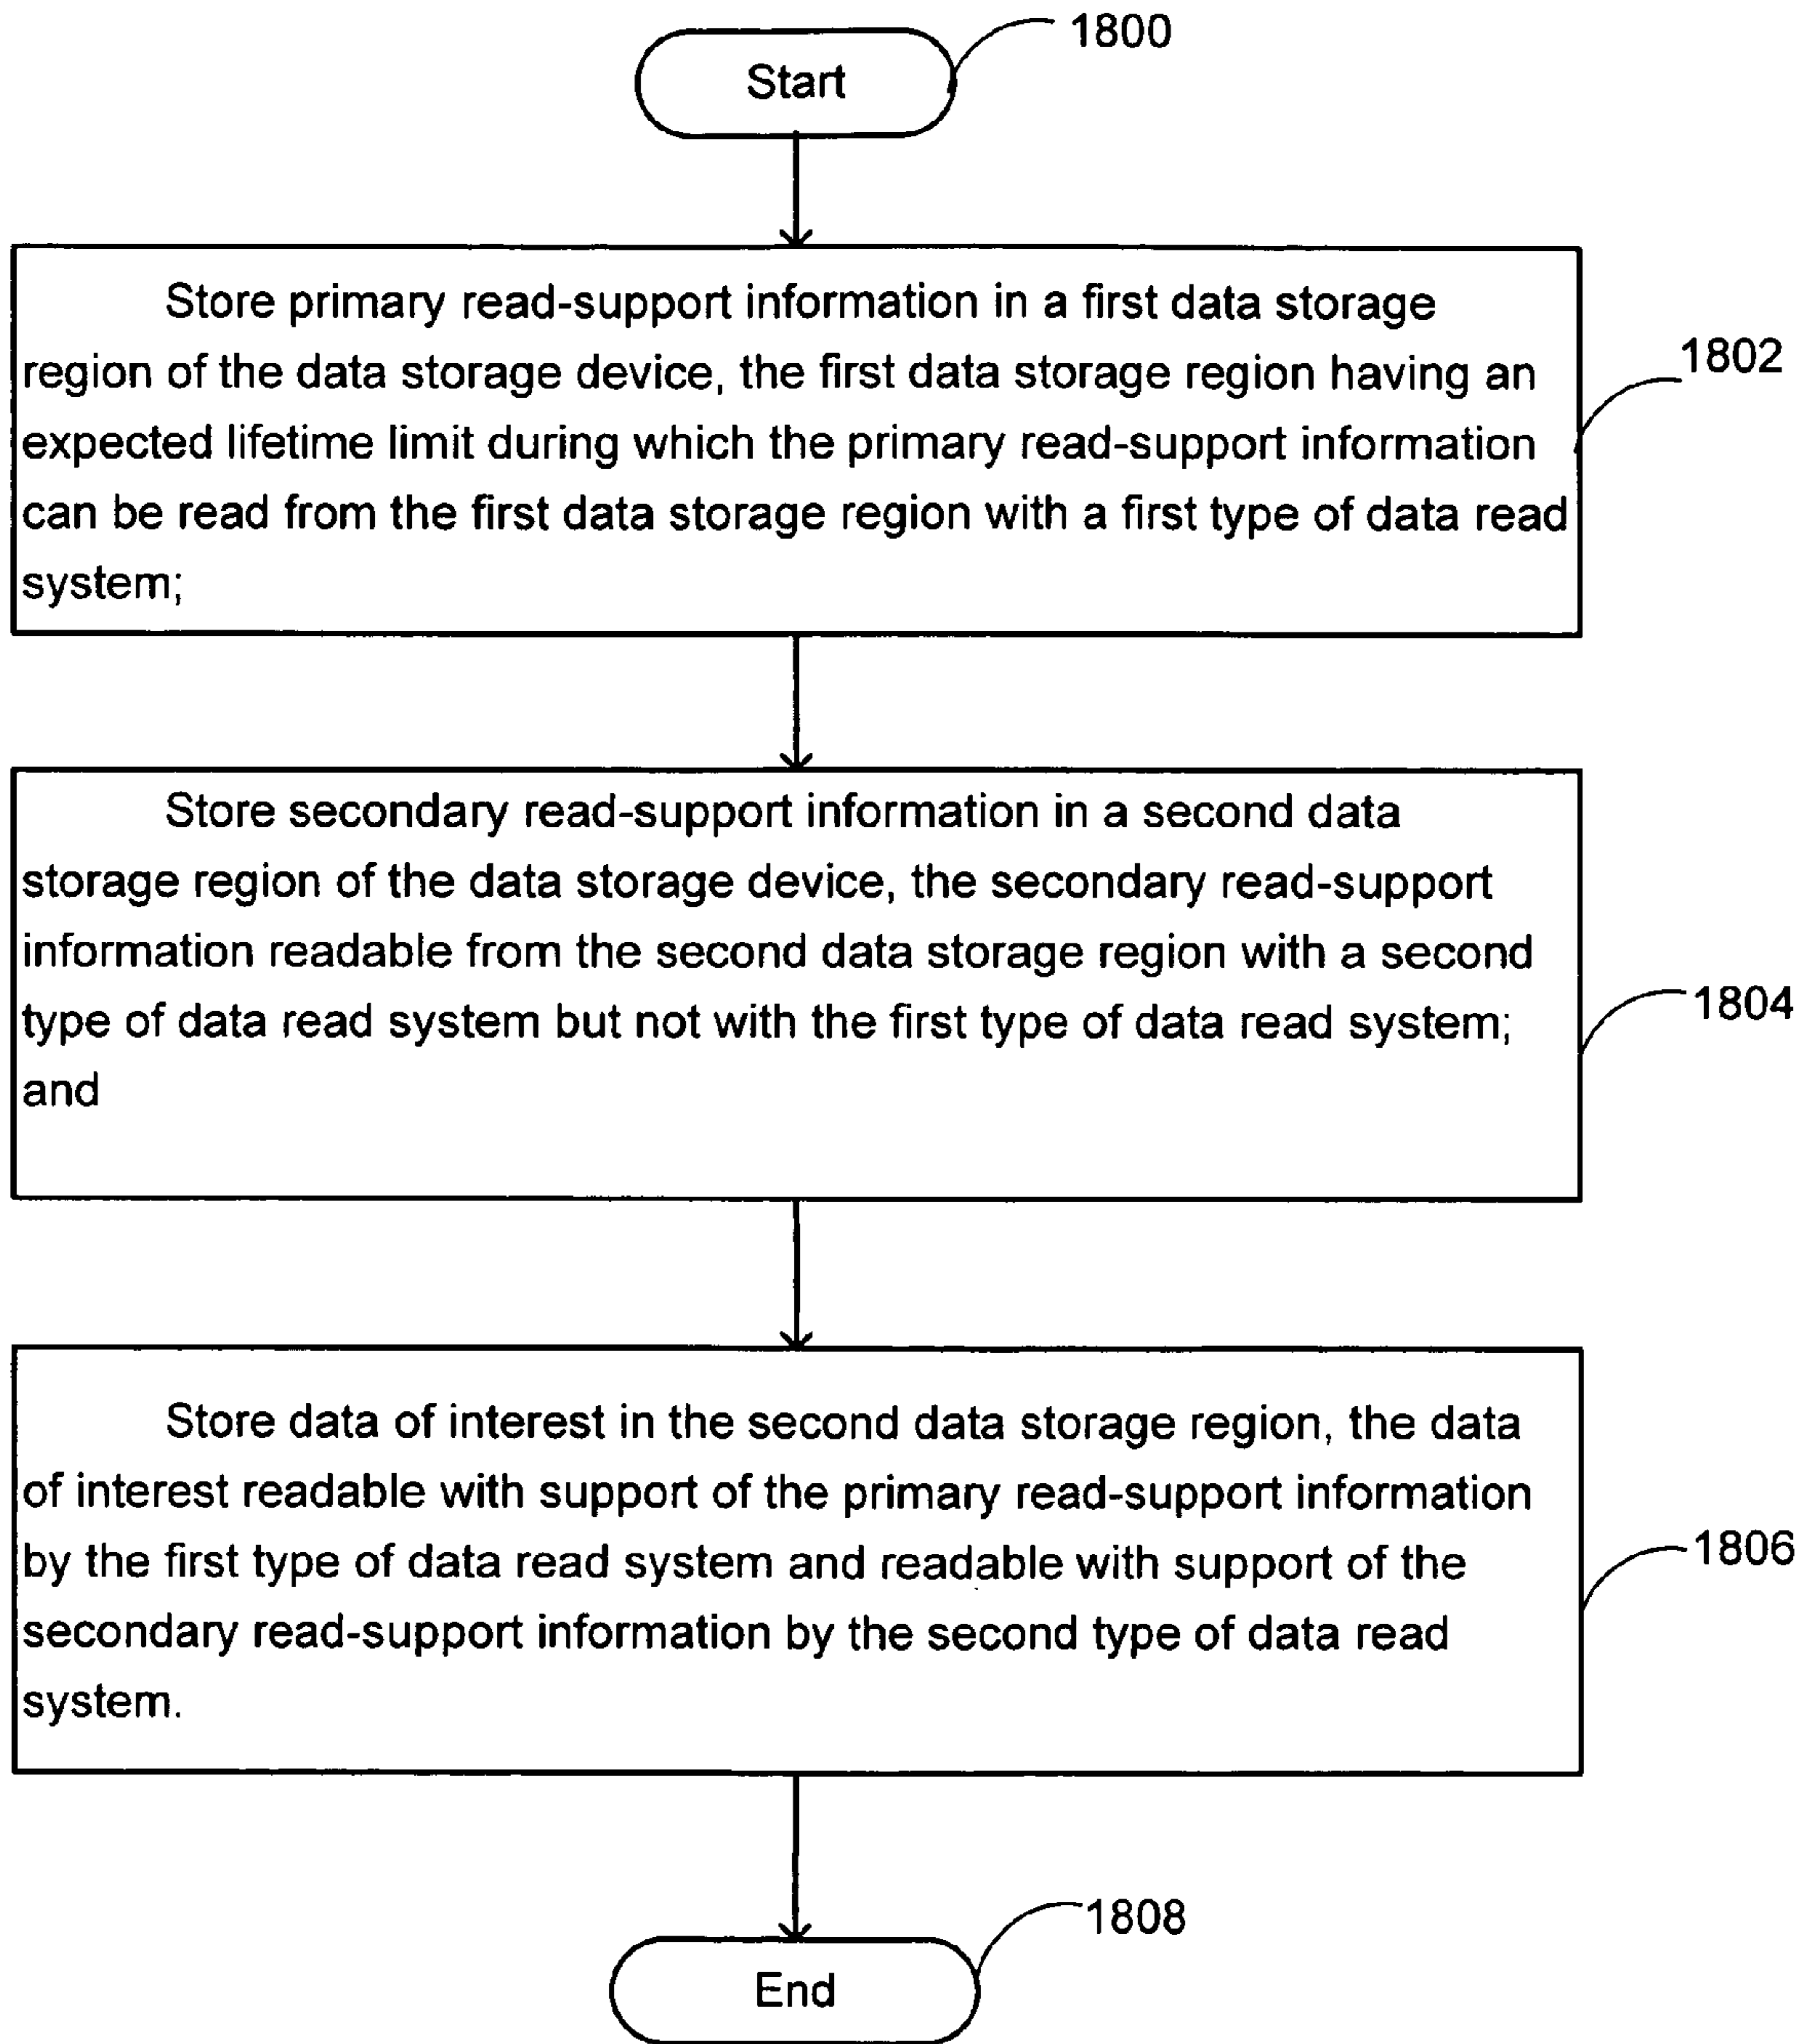 1800
Start
Store primary read-support information in a first data storage
region of the data storage device, the first data storage region having an
expected lifetime limit during which the primary read-support information
can be read from the first data storage region with a first type of data read
system;
1802
Store secondary read-support information in a second data
storage region of the data storage device, the secondary read-support
information readable from the second data storage region with a second
type of data read system but not with the first type of data read system;
and
1804
Store data of interest in the second data storage region, the data
of interest readable with support of the primary read-support information
by the first type of data read system and readable with support of the
secondary read-support information by the second type of data read
system.
1806
1808
End